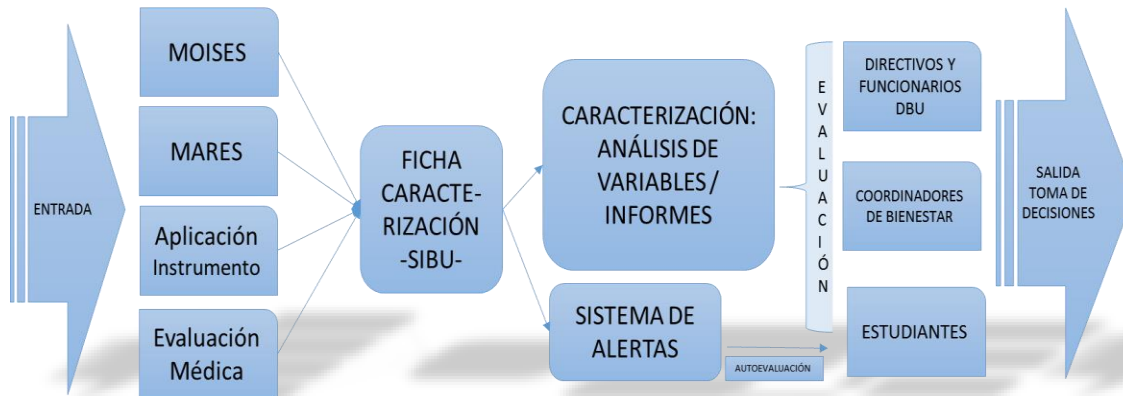 ENTRADA
MOISES
MARES
Aplicación
Instrumento
Evaluación
Médica
FICHA
CARACTE-
RIZACIÓN
-SIBU-
CARACTERIZACIÓN:
ANÁLISIS DE
VARIABLES /
INFORMES
SISTEMA DE
ALERTAS
AUTOEVALUACIÓN
EVALUACIÓN
DIRECTIVOS Y
FUNCIONARIOS
DBU
COORDINADORES
DE BIENESTAR
ESTUDIANTES
SALIDA
TOMA DE
DECISIONES